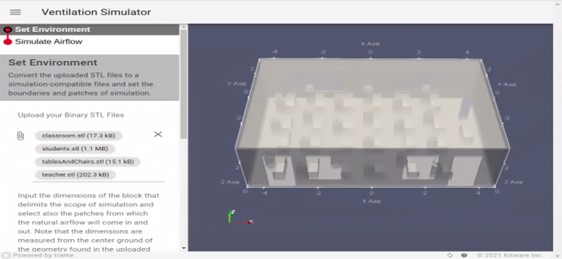 Ventilation Simulator
Set Environment
Simulate Airflow
Set Environment
Convert the uploaded STL files to a
simulation-compatible files and set the
boundaries and patches of simulation.
Upload your Binary STL Files
classroom.stl (17.3 kB)
students.stl (1.1 MB)
tablesAndChairs.stl (15.1 kB)
teacher.stl (202.3 kB)
Input the dimensions of the block that
delimits the scope of simulation and
select also the patches from which
the natural airflow will come in and
out. Note that the dimensions are
measured from the center ground of
the geometry found in the uploaded
Powered by trame
X Axis
-4 -2 0 2 4
Y Axis
Y Axis
Z Axis
Z Axis
-4 -2 0 2 4
X Axis
© 2021 Kitware Inc.